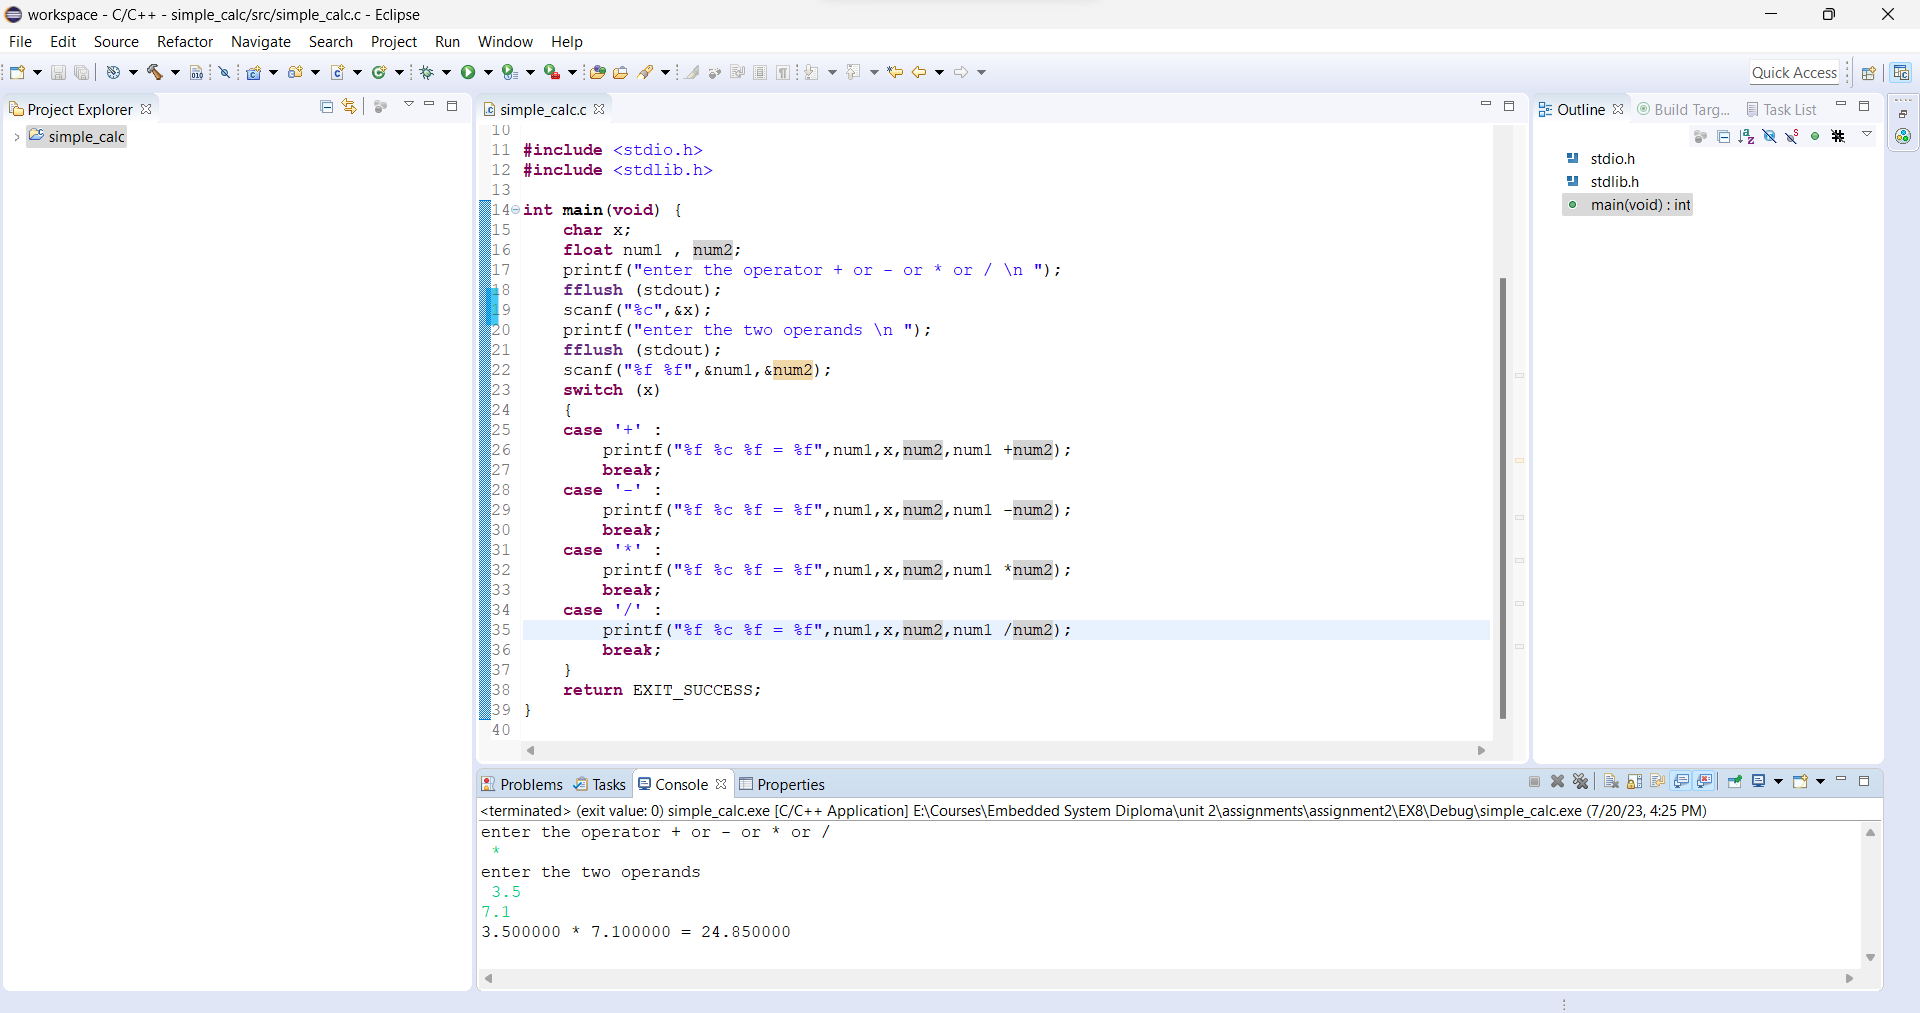 workspace - C/C++ - simple_calc/src/simple_calc.c - Eclipse
File Edit Source Refactor Navigate Search Project Run Window Help
Quick Access
Project Explorer
simple_calc
simple_calc.c
10
11 #include <stdio.h>
12 #include <stdlib.h>
13
14 int main(void) {
15 char x;
16 float num1 , num2;
17 printf("enter the operator + or - or * or / \n ");
18 fflush (stdout);
19 scanf("%c",&x);
20 printf("enter the two operands \n ");
21 fflush (stdout);
22 scanf("%f %f",&num1,&num2);
23 switch (x)
24 {
25 case '+' :
26 printf("%f %c %f = %f",num1,x,num2,num1 +num2);
27 break;
28 case '-' :
29 printf("%f %c %f = %f",num1,x,num2,num1 -num2);
30 break;
31 case '*' :
32 printf("%f %c %f = %f",num1,x,num2,num1 *num2);
33 break;
34 case '/' :
35 printf("%f %c %f = %f",num1,x,num2,num1 /num2);
36 break;
37 }
38 return EXIT_SUCCESS;
39 }
40
Outline Build Targ... Task List
stdio.h
stdlib.h
main(void) : int
Problems Tasks Console Properties
<terminated> (exit value: 0) simple_calc.exe [C/C++ Application] E:\Courses\Embedded System Diploma\unit 2\assignments\assignment2\EX8\Debug\simple_calc.exe (7/20/23, 4:25 PM)
enter the operator + or - or * or /
*
enter the two operands
3.5
7.1
3.500000 * 7.100000 = 24.850000